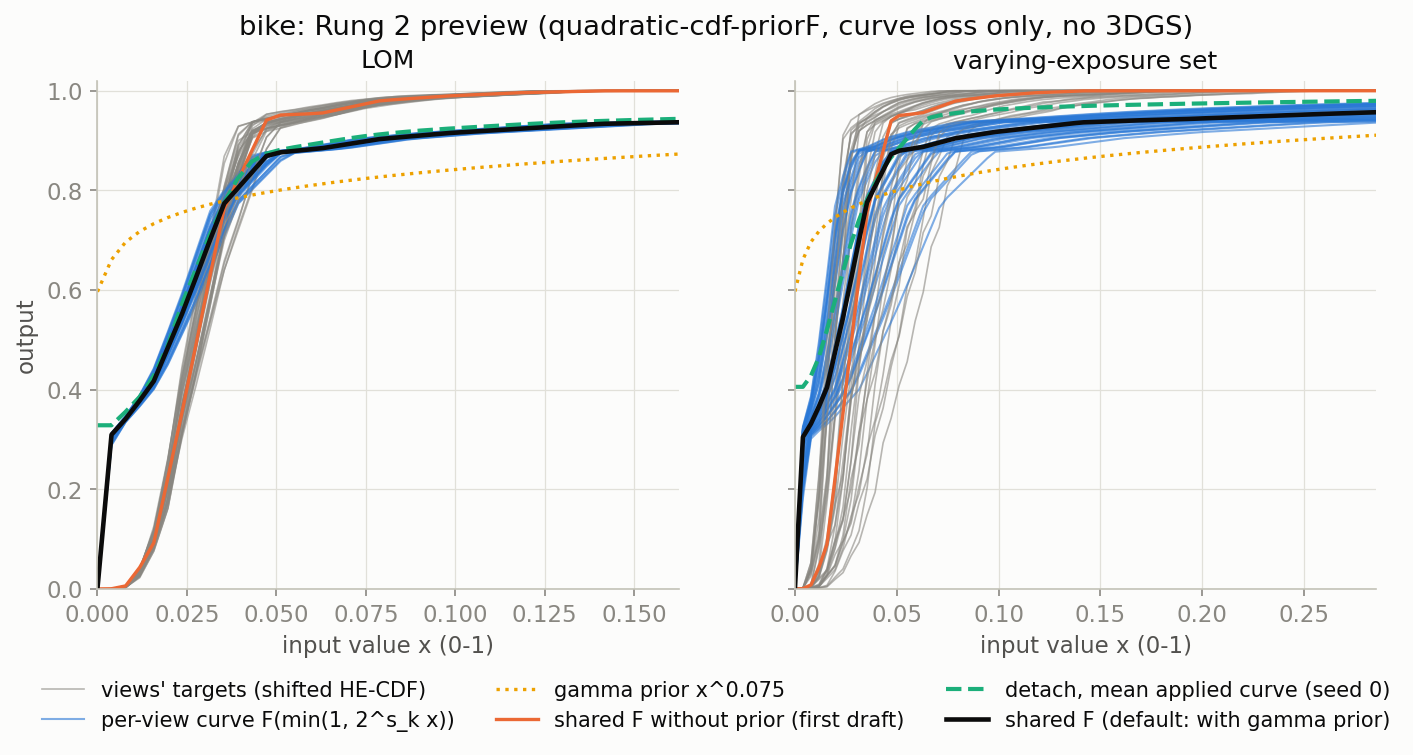 bike: Rung 2 preview (quadratic-cdf-priorF, curve loss only, no 3DGS)
LOM
varying-exposure set
1.0
0.8
0.6
0.4
0.2
0.0
output
0.000 0.025 0.050 0.075 0.100 0.125 0.150
0.00 0.05 0.10 0.15 0.20 0.25
input value x (0-1)
input value x (0-1)
views' targets (shifted HE-CDF)
per-view curve F(min(1, 2^s_k x))
gamma prior x^0.075
shared F without prior (first draft)
detach, mean applied curve (seed 0)
shared F (default: with gamma prior)